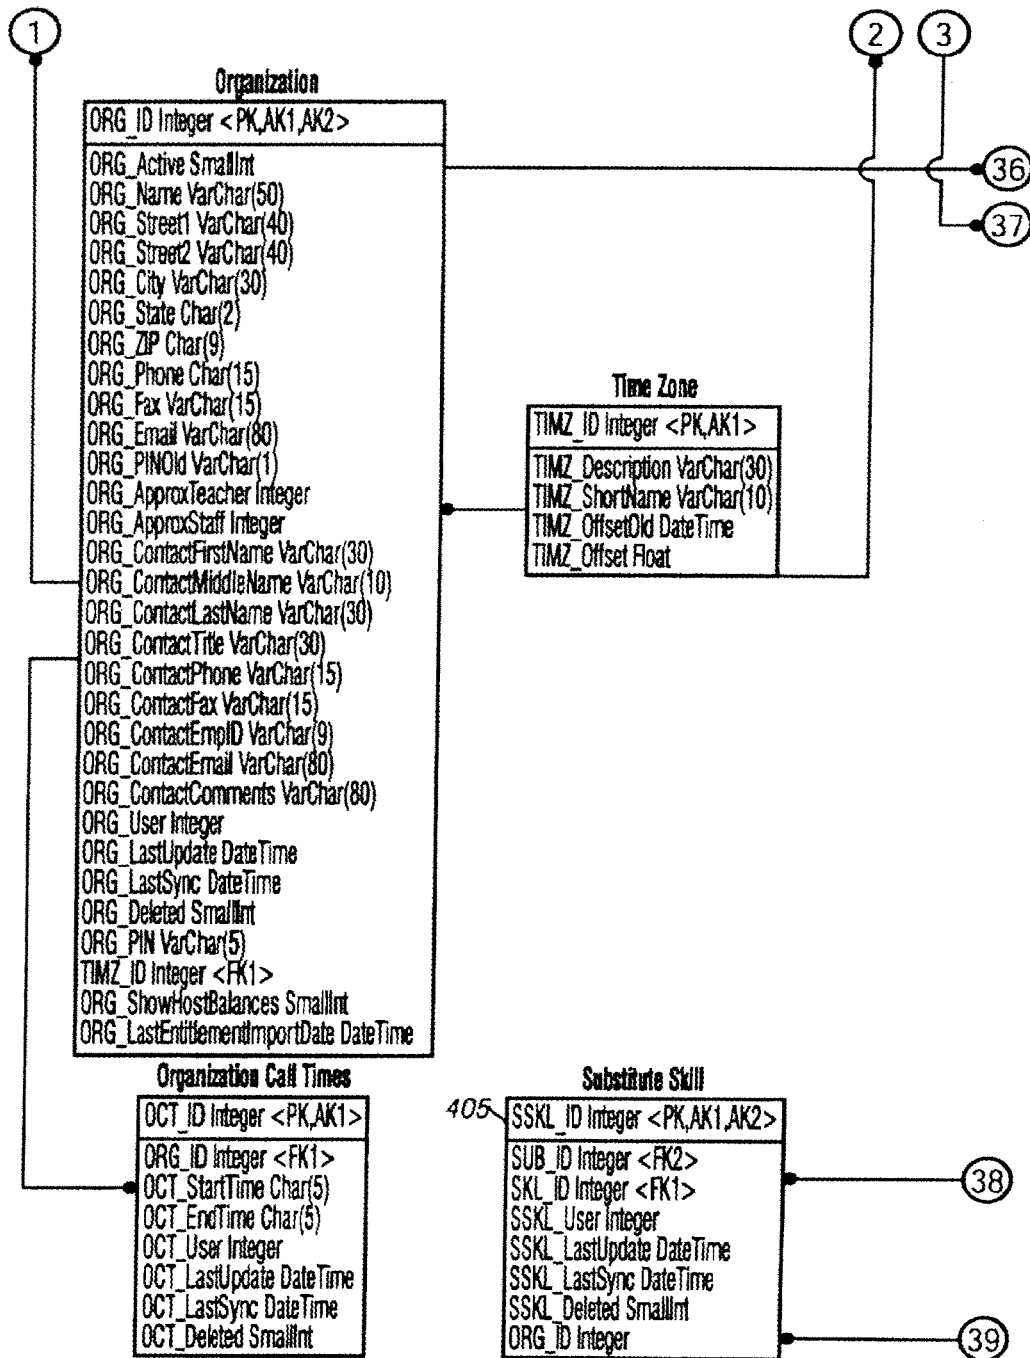 1
2
3
Organization
ORG_ID Integer <PK,AK1,AK2>
ORG_Active SmallInt
ORG_Name VarChar(50)
ORG_Street1 VarChar(40)
ORG_Street2 VarChar(40)
ORG_City VarChar(30)
ORG_State Char(2)
ORG_ZIP Char(9)
ORG_Phone Char(15)
ORG_Fax VarChar(15)
ORG_Email VarChar(80)
ORG_PINOld VarChar(1)
ORG_ApproxTeacher Integer
ORG_ApproxStaff Integer
ORG_ContactFirstName VarChar(30)
ORG_ContactMiddleName VarChar(10)
ORG_ContactLastName VarChar(30)
ORG_ContactTitle VarChar(30)
ORG_ContactPhone VarChar(15)
ORG_ContactFax VarChar(15)
ORG_ContactEmpID VarChar(9)
ORG_ContactEmail VarChar(80)
ORG_ContactComments VarChar(80)
ORG_User Integer
ORG_LastUpdate DateTime
ORG_LastSync DateTime
ORG_Deleted SmallInt
ORG_PIN VarChar(5)
TIMZ_ID Integer <FK1>
ORG_ShowHostBalances SmallInt
ORG_LastEntitlementImportDate DateTime
36
37
Time Zone
TIMZ_ID Integer <PK,AK1>
TIMZ_Description VarChar(30)
TIMZ_ShortName VarChar(10)
TIMZ_OffsetOld DateTime
TIMZ_Offset Float
Organization Call Times
OCT_ID Integer <PK,AK1>
ORG_ID Integer <FK1>
OCT_StartTime Char(5)
OCT_EndTime Char(5)
OCT_User Integer
OCT_LastUpdate DateTime
OCT_LastSync DateTime
OCT_Deleted SmallInt
Substitute Skill
405
SSKL_ID Integer <PK,AK1,AK2>
SUB_ID Integer <FK2>
SKL_ID Integer <FK1>
SSKL_User Integer
SSKL_LastUpdate DateTime
SSKL_LastSync DateTime
SSKL_Deleted SmallInt
ORG_ID Integer
38
39